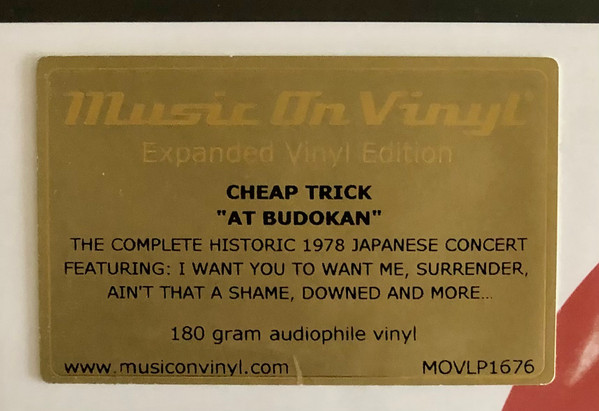 Music On Vinyl
Expanded Vinyl Edition
CHEAP TRICK
"AT BUDOKAN"
THE COMPLETE HISTORIC 1978 JAPANESE CONCERT
FEATURING: I WANT YOU TO WANT ME, SURRENDER,
AIN'T THAT A SHAME, DOWNED AND MORE...
180 gram audiophile vinyl
www.musiconvinyl.com MOVLP1676